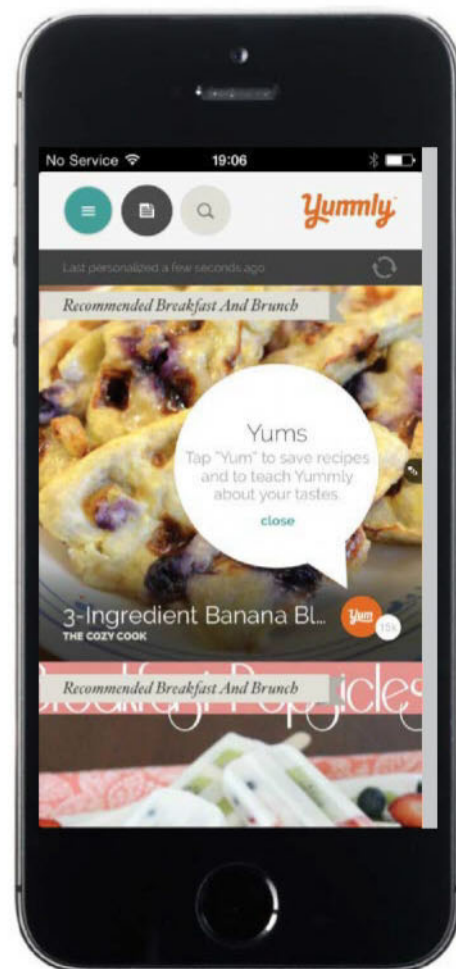 No Service 19:06
Yummly
Last personalized a few seconds ago
Recommended Breakfast And Brunch
Yums
Tap "Yum" to save recipes
and to teach Yummly
about your tastes.
close
3-Ingredient Banana Bl...
Yum
15k
THE COZY COOK
Breakfast Popsicles
Recommended Breakfast And Brunch